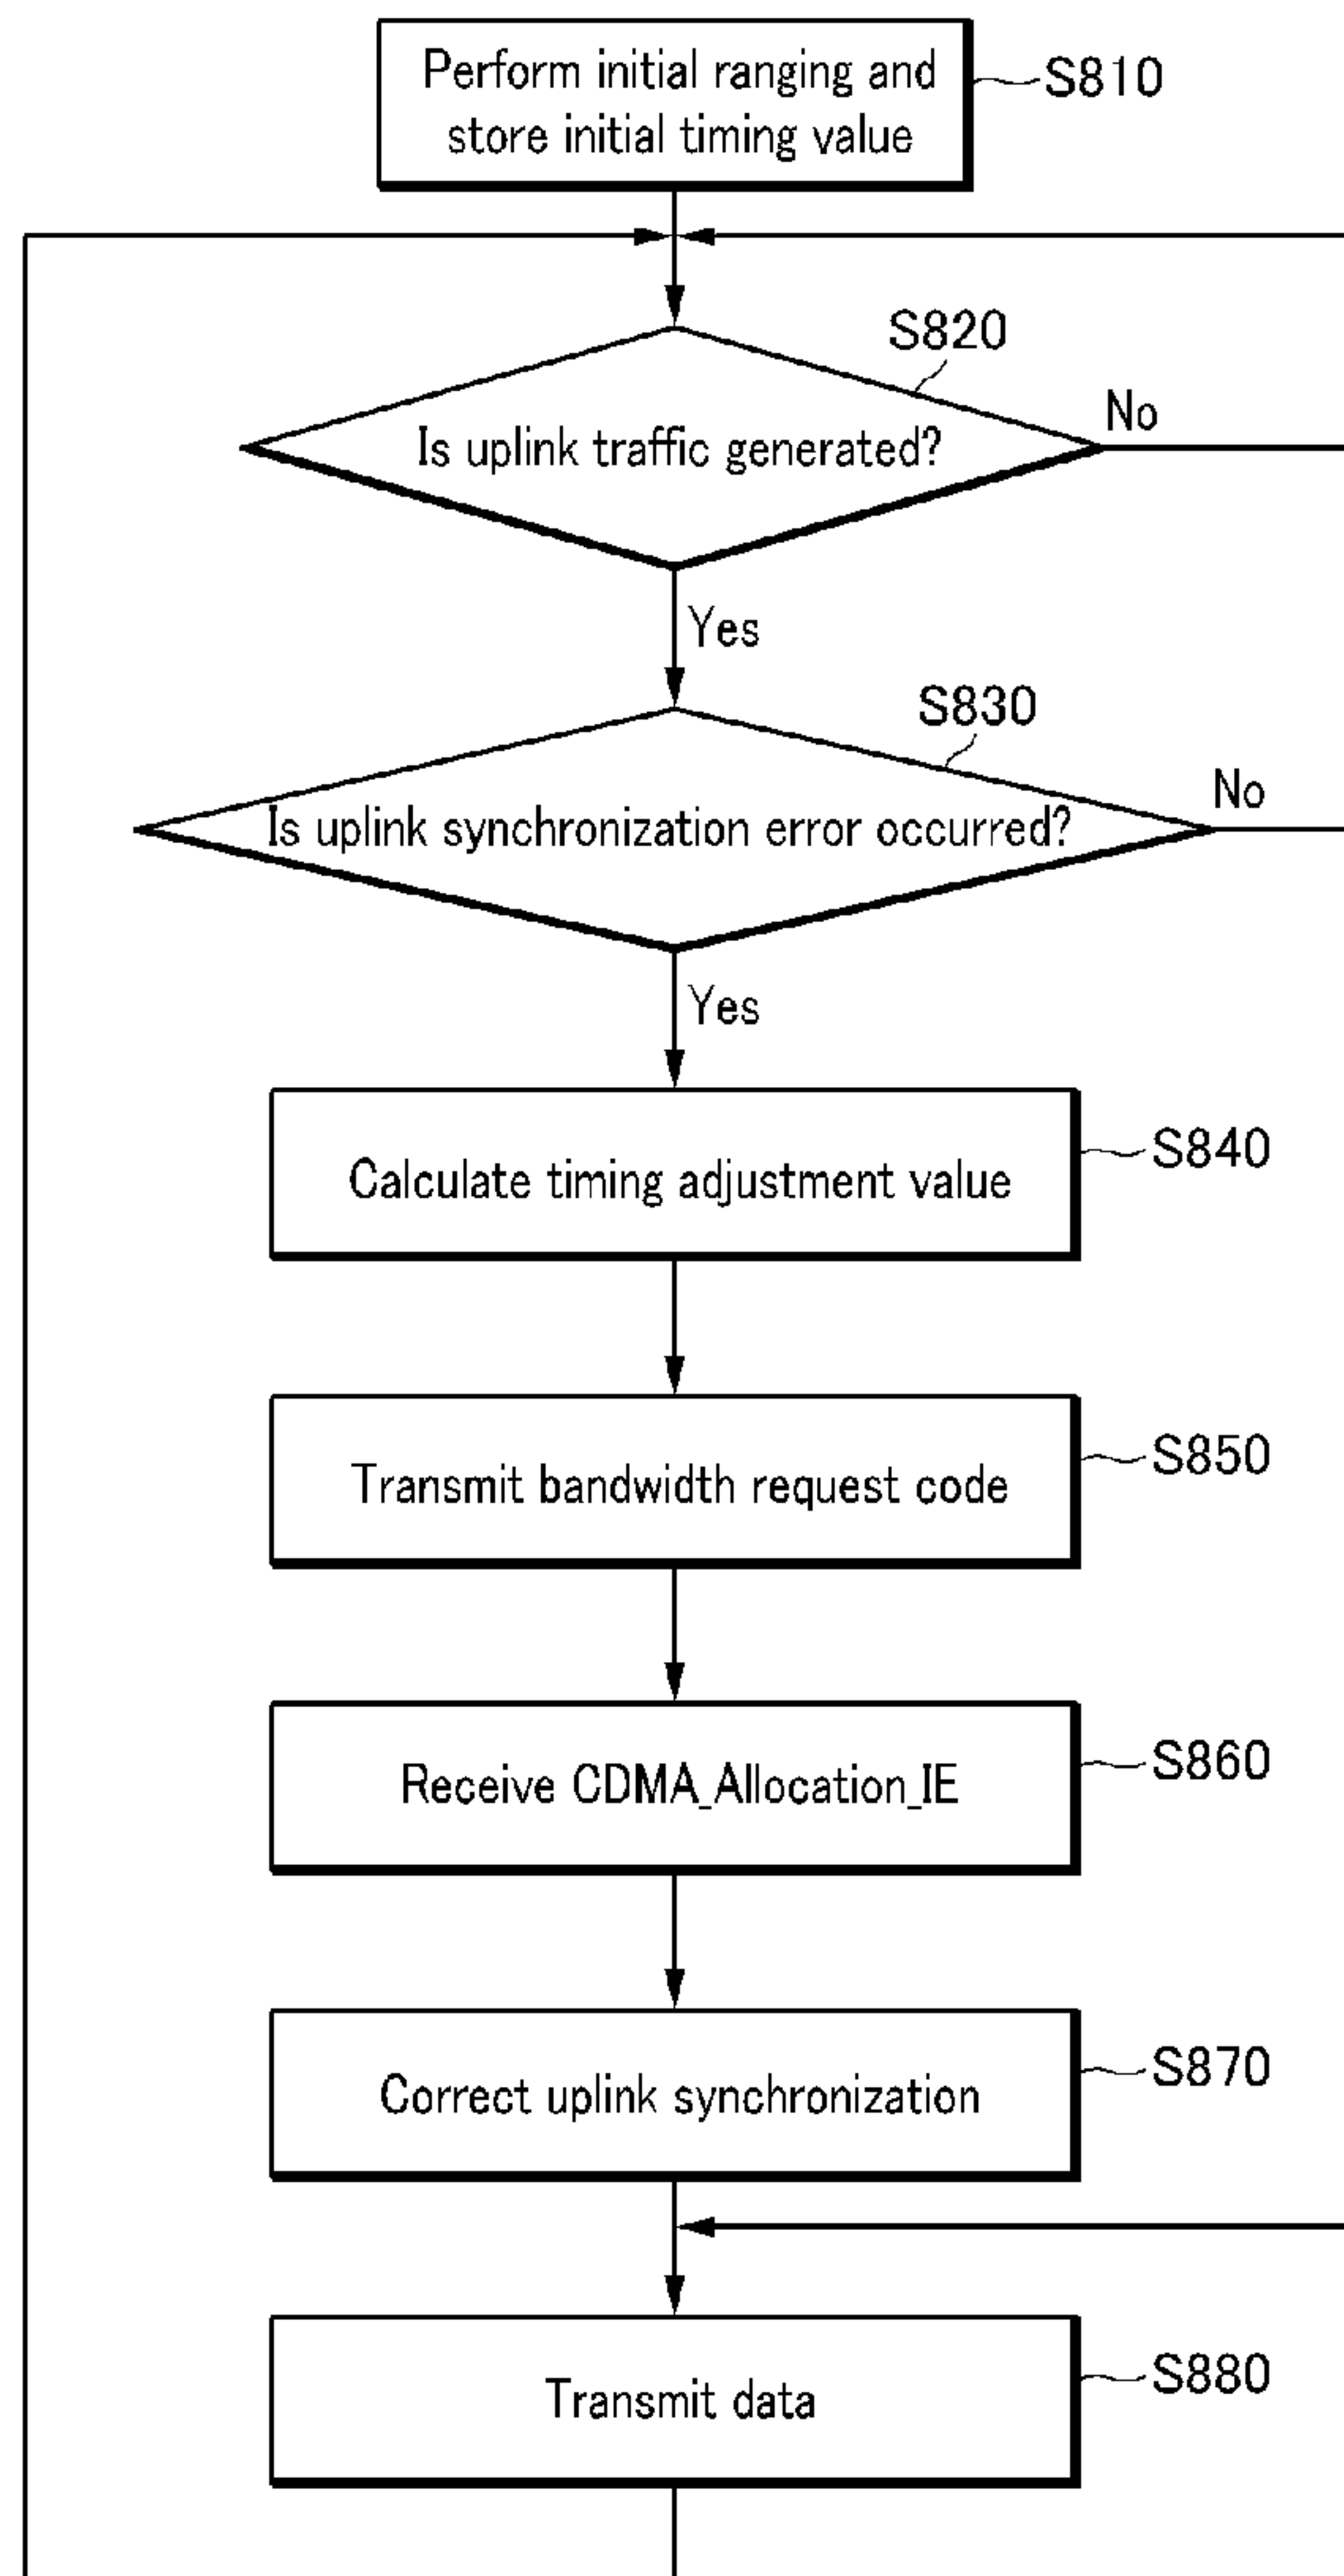 Perform initial ranging and
store initial timing value
S810
S820
Is uplink traffic generated?
No
Yes
S830
Is uplink synchronization error occurred?
No
Yes
Calculate timing adjustment value
S840
Transmit bandwidth request code
S850
Receive CDMA_Allocation_IE
S860
Correct uplink synchronization
S870
Transmit data
S880